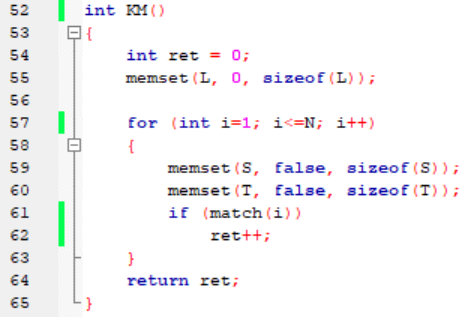 52 int KM()
53 {
54     int ret = 0;
55     memset(L, 0, sizeof(L));
56
57     for (int i=1; i<=N; i++)
58     {
59         memset(S, false, sizeof(S));
60         memset(T, false, sizeof(T));
61         if (match(i))
62             ret++;
63     }
64     return ret;
65 }